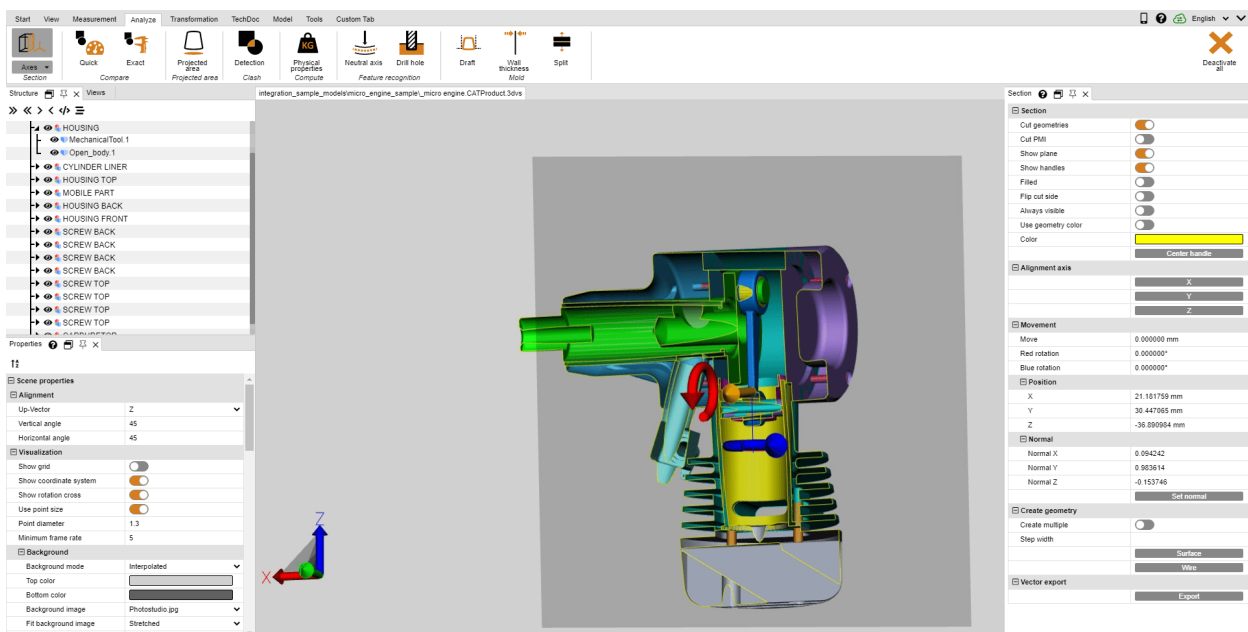 Start View Measurement Analyze Transformation TechDoc Model Tools Custom Tab English
Axes
Section
Quick
Exact
Compare
Projected area
Projected area
Detection
Clash
KG
Physical properties
Compute
Neutral axis
Drill hole
Feature recognition
Draft
Wall thickness
Split
Mold
Deactivate all
Structure Views
integration_sample_models\micro_engine_sample\_micro engine.CATProduct.3dvs
HOUSING
MechanicalTool.1
Open_body.1
CYLINDER LINER
HOUSING TOP
MOBILE PART
HOUSING BACK
HOUSING FRONT
SCREW BACK
SCREW BACK
SCREW BACK
SCREW BACK
SCREW TOP
SCREW TOP
SCREW TOP
SCREW TOP
CARBURETOR
Properties
Scene properties
Alignment
Up-Vector Z
Vertical angle 45
Horizontal angle 45
Visualization
Show grid
Show coordinate system
Show rotation cross
Use point size
Point diameter 1.3
Minimum frame rate 5
Background
Background mode Interpolated
Top color
Bottom color
Background image Photostudio.jpg
Fit background image Stretched
Z
X
Section
Section
Cut geometries
Cut PMI
Show plane
Show handles
Filled
Flip cut side
Always visible
Use geometry color
Color
Center handle
Alignment axis
X
Y
Z
Movement
Move 0.000000 mm
Red rotation 0.000000°
Blue rotation 0.000000°
Position
X 21.181759 mm
Y 30.447065 mm
Z -36.890984 mm
Normal
Normal X 0.094242
Normal Y 0.983614
Normal Z -0.153746
Set normal
Create geometry
Create multiple
Step width
Surface
Wire
Vector export
Export